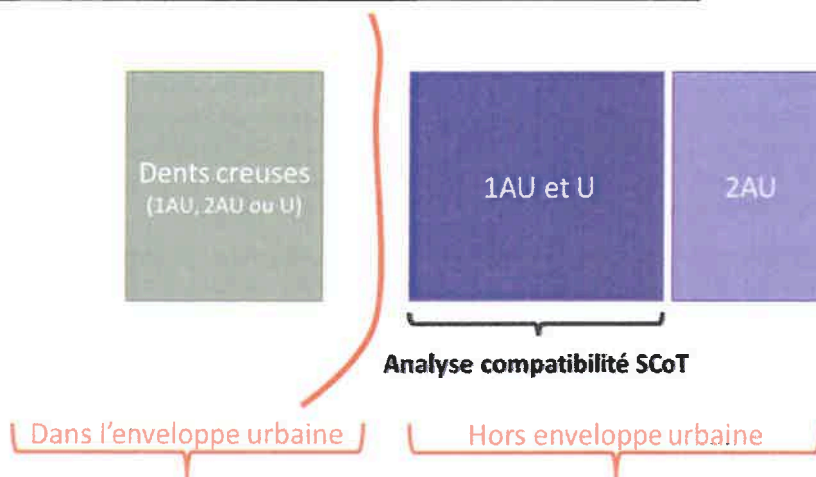 Dents creuses
(1AU, 2AU ou U)
1AU et U
2AU
Analyse compatibilité SCoT
Dans l'enveloppe urbaine
Hors enveloppe urbaine